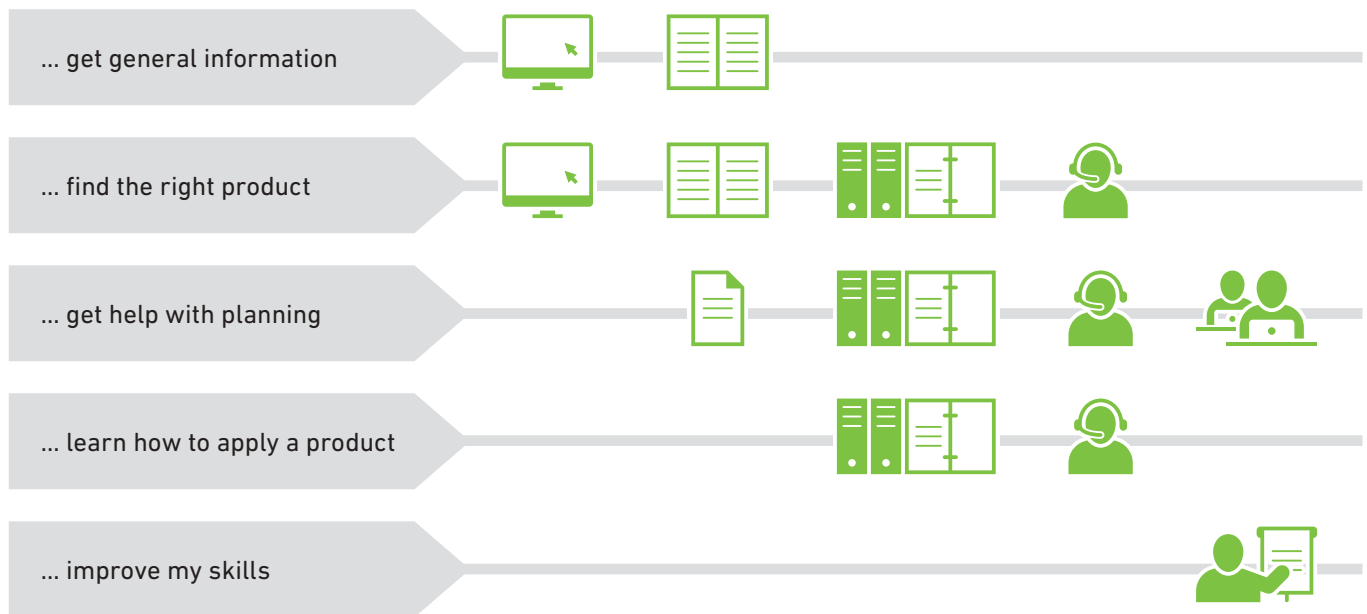 ... get general information
... find the right product
... get help with planning
... learn how to apply a product
... improve my skills